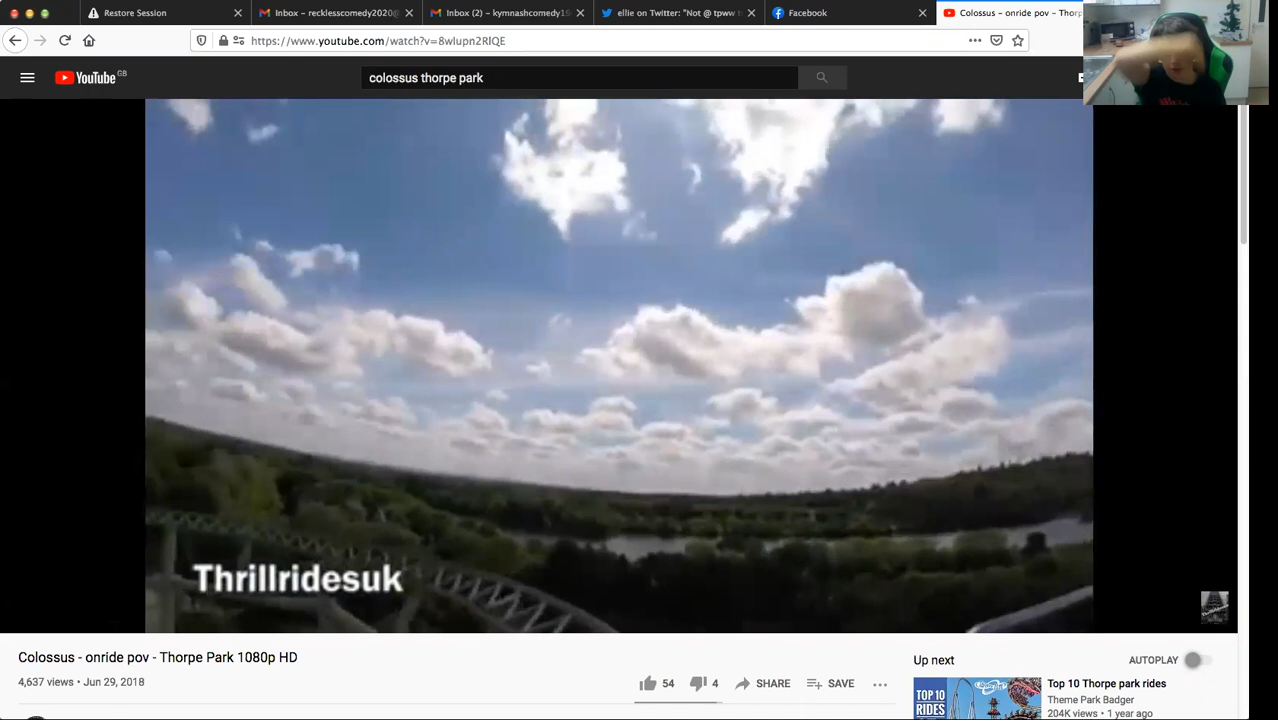 Restore Session
Inbox – recklesscomedy2020@
Inbox (2) – kymnashcomedy19
ellie on Twitter: "Not @ tpww t
Facebook
Colossus – onride pov – Thorp
https://www.youtube.com/watch?v=8wlupn2RlQE
YouTube GB
colossus thorpe park
Thrillridesuk
Colossus - onride pov - Thorpe Park 1080p HD
4,637 views • Jun 29, 2018
54
4
SHARE
SAVE
Up next
AUTOPLAY
TOP 10
RIDES
Top 10 Thorpe park rides
Theme Park Badger
204K views • 1 year ago